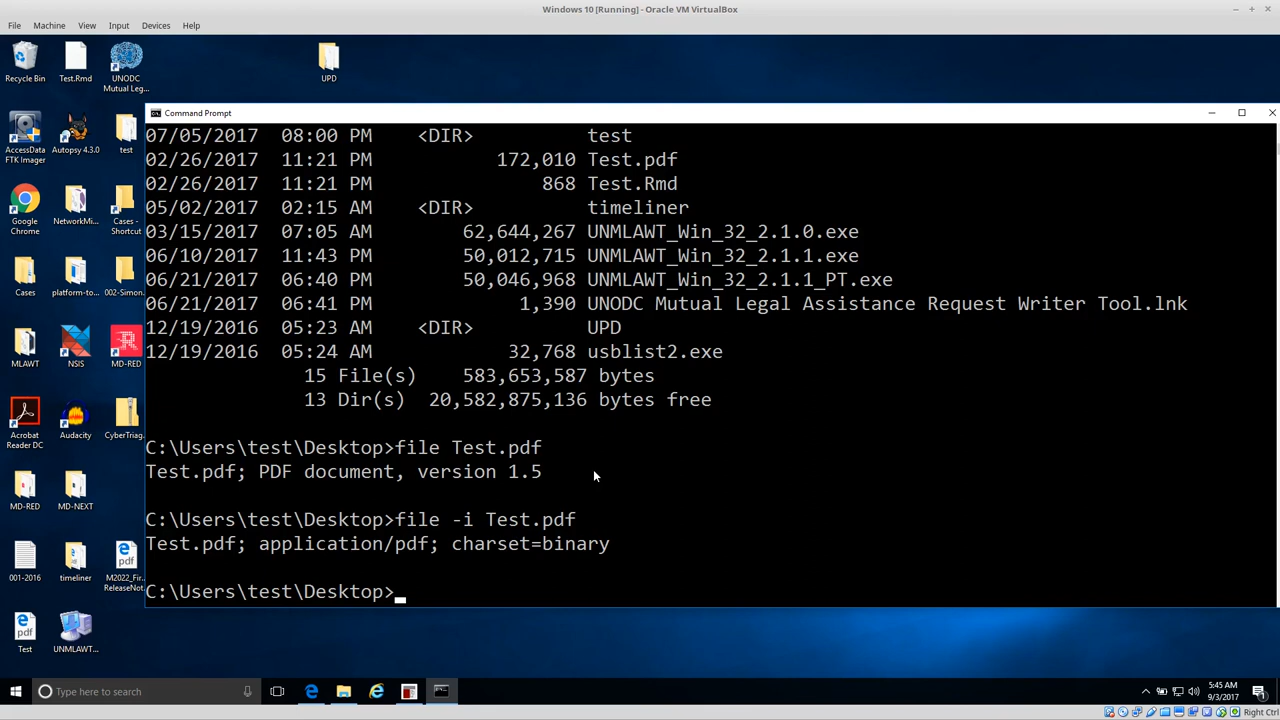 Windows 10 [Running] - Oracle VM VirtualBox
File Machine View Input Devices Help
Recycle Bin
Test.Rmd
UNODC
Mutual Leg...
UPD
AccessData
FTK Imager
Autopsy 4.3.0
test
Google
Chrome
NetworkMi...
Cases -
Shortcut
Cases
platform-to...
002-Simon...
MLAWT
NSIS
MD-RED
Acrobat
Reader DC
Audacity
CyberTriag...
MD-RED
MD-NEXT
001-2016
timeliner
M2022_Fir...
ReleaseNot...
Test
UNMLAWT...
Command Prompt
07/05/2017 08:00 PM <DIR> test
02/26/2017 11:21 PM 172,010 Test.pdf
02/26/2017 11:21 PM 868 Test.Rmd
05/02/2017 02:15 AM <DIR> timeliner
03/15/2017 07:05 AM 62,644,267 UNMLAWT_Win_32_2.1.0.exe
06/10/2017 11:43 PM 50,012,715 UNMLAWT_Win_32_2.1.1.exe
06/21/2017 06:40 PM 50,046,968 UNMLAWT_Win_32_2.1.1_PT.exe
06/21/2017 06:41 PM 1,390 UNODC Mutual Legal Assistance Request Writer Tool.lnk
12/19/2016 05:23 AM <DIR> UPD
12/19/2016 05:24 AM 32,768 usblist2.exe
15 File(s) 583,653,587 bytes
13 Dir(s) 20,582,875,136 bytes free
C:\Users\test\Desktop>file Test.pdf
Test.pdf; PDF document, version 1.5
C:\Users\test\Desktop>file -i Test.pdf
Test.pdf; application/pdf; charset=binary
C:\Users\test\Desktop>
Type here to search
5:45 AM
9/3/2017
Right Ctrl